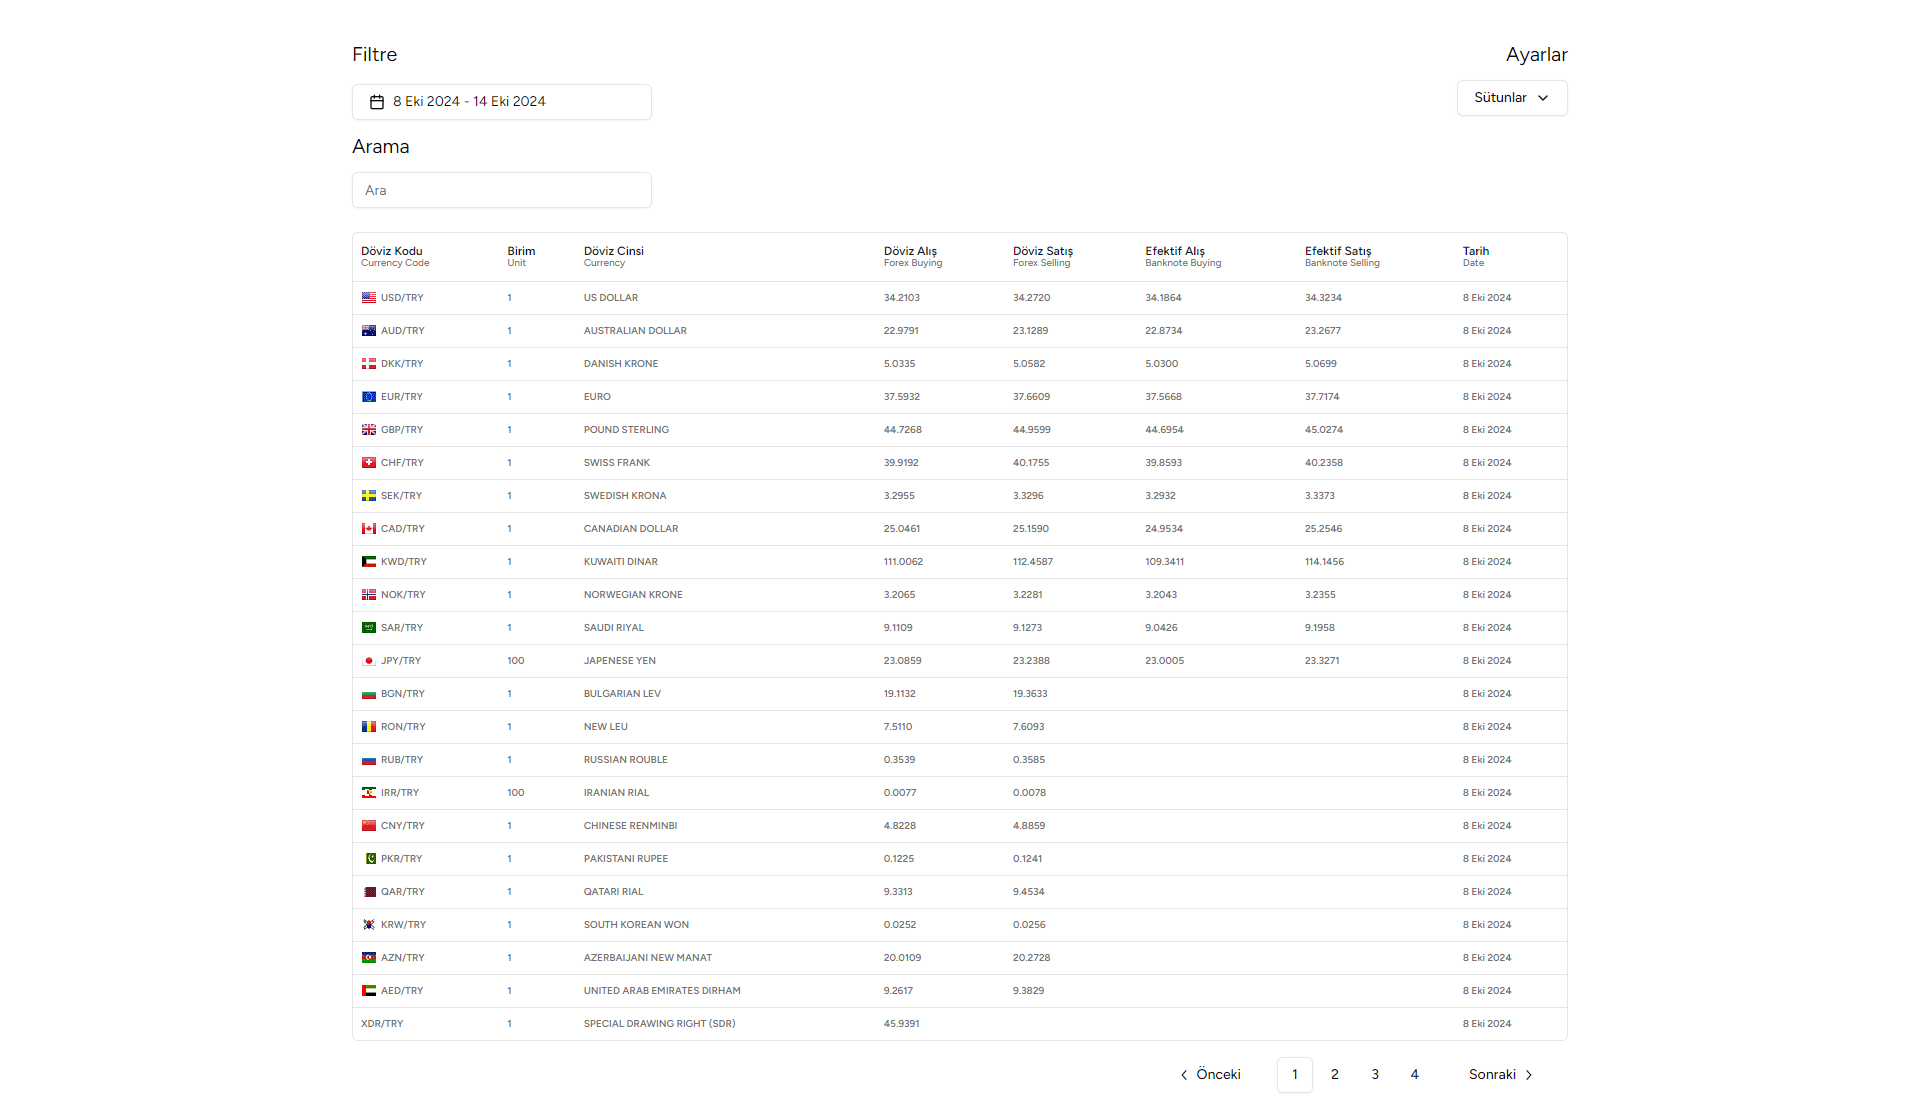 Filtre
Ayarlar
8 Eki 2024 - 14 Eki 2024
Sütunlar
Arama
Ara
Döviz Kodu Birim Döviz Cinsi Döviz Alış Döviz Satış Efektif Alış Efektif Satış Tarih
Currency Code Unit Currency Forex Buying Forex Selling Banknote Buying Banknote Selling Date
USD/TRY 1 US DOLLAR 34.2103 34.2720 34.1864 34.3234 8 Eki 2024
AUD/TRY 1 AUSTRALIAN DOLLAR 22.9791 23.1289 22.8734 23.2677 8 Eki 2024
DKK/TRY 1 DANISH KRONE 5.0335 5.0582 5.0300 5.0699 8 Eki 2024
EUR/TRY 1 EURO 37.5932 37.6609 37.5668 37.7174 8 Eki 2024
GBP/TRY 1 POUND STERLING 44.7268 44.9599 44.6954 45.0274 8 Eki 2024
CHF/TRY 1 SWISS FRANK 39.9192 40.1755 39.8593 40.2358 8 Eki 2024
SEK/TRY 1 SWEDISH KRONA 3.2955 3.3296 3.2932 3.3373 8 Eki 2024
CAD/TRY 1 CANADIAN DOLLAR 25.0461 25.1590 24.9534 25.2546 8 Eki 2024
KWD/TRY 1 KUWAITI DINAR 111.0062 112.4587 109.3411 114.1456 8 Eki 2024
NOK/TRY 1 NORWEGIAN KRONE 3.2065 3.2281 3.2043 3.2355 8 Eki 2024
SAR/TRY 1 SAUDI RIYAL 9.1109 9.1273 9.0426 9.1958 8 Eki 2024
JPY/TRY 100 JAPENESE YEN 23.0859 23.2388 23.0005 23.3271 8 Eki 2024
BGN/TRY 1 BULGARIAN LEV 19.1132 19.3633 8 Eki 2024
RON/TRY 1 NEW LEU 7.5110 7.6093 8 Eki 2024
RUB/TRY 1 RUSSIAN ROUBLE 0.3539 0.3585 8 Eki 2024
IRR/TRY 100 IRANIAN RIAL 0.0077 0.0078 8 Eki 2024
CNY/TRY 1 CHINESE RENMINBI 4.8228 4.8859 8 Eki 2024
PKR/TRY 1 PAKISTANI RUPEE 0.1225 0.1241 8 Eki 2024
QAR/TRY 1 QATARI RIAL 9.3313 9.4534 8 Eki 2024
KRW/TRY 1 SOUTH KOREAN WON 0.0252 0.0256 8 Eki 2024
AZN/TRY 1 AZERBAIJANI NEW MANAT 20.0109 20.2728 8 Eki 2024
AED/TRY 1 UNITED ARAB EMIRATES DIRHAM 9.2617 9.3829 8 Eki 2024
XDR/TRY 1 SPECIAL DRAWING RIGHT (SDR) 45.9391 8 Eki 2024
Önceki 1 2 3 4 Sonraki